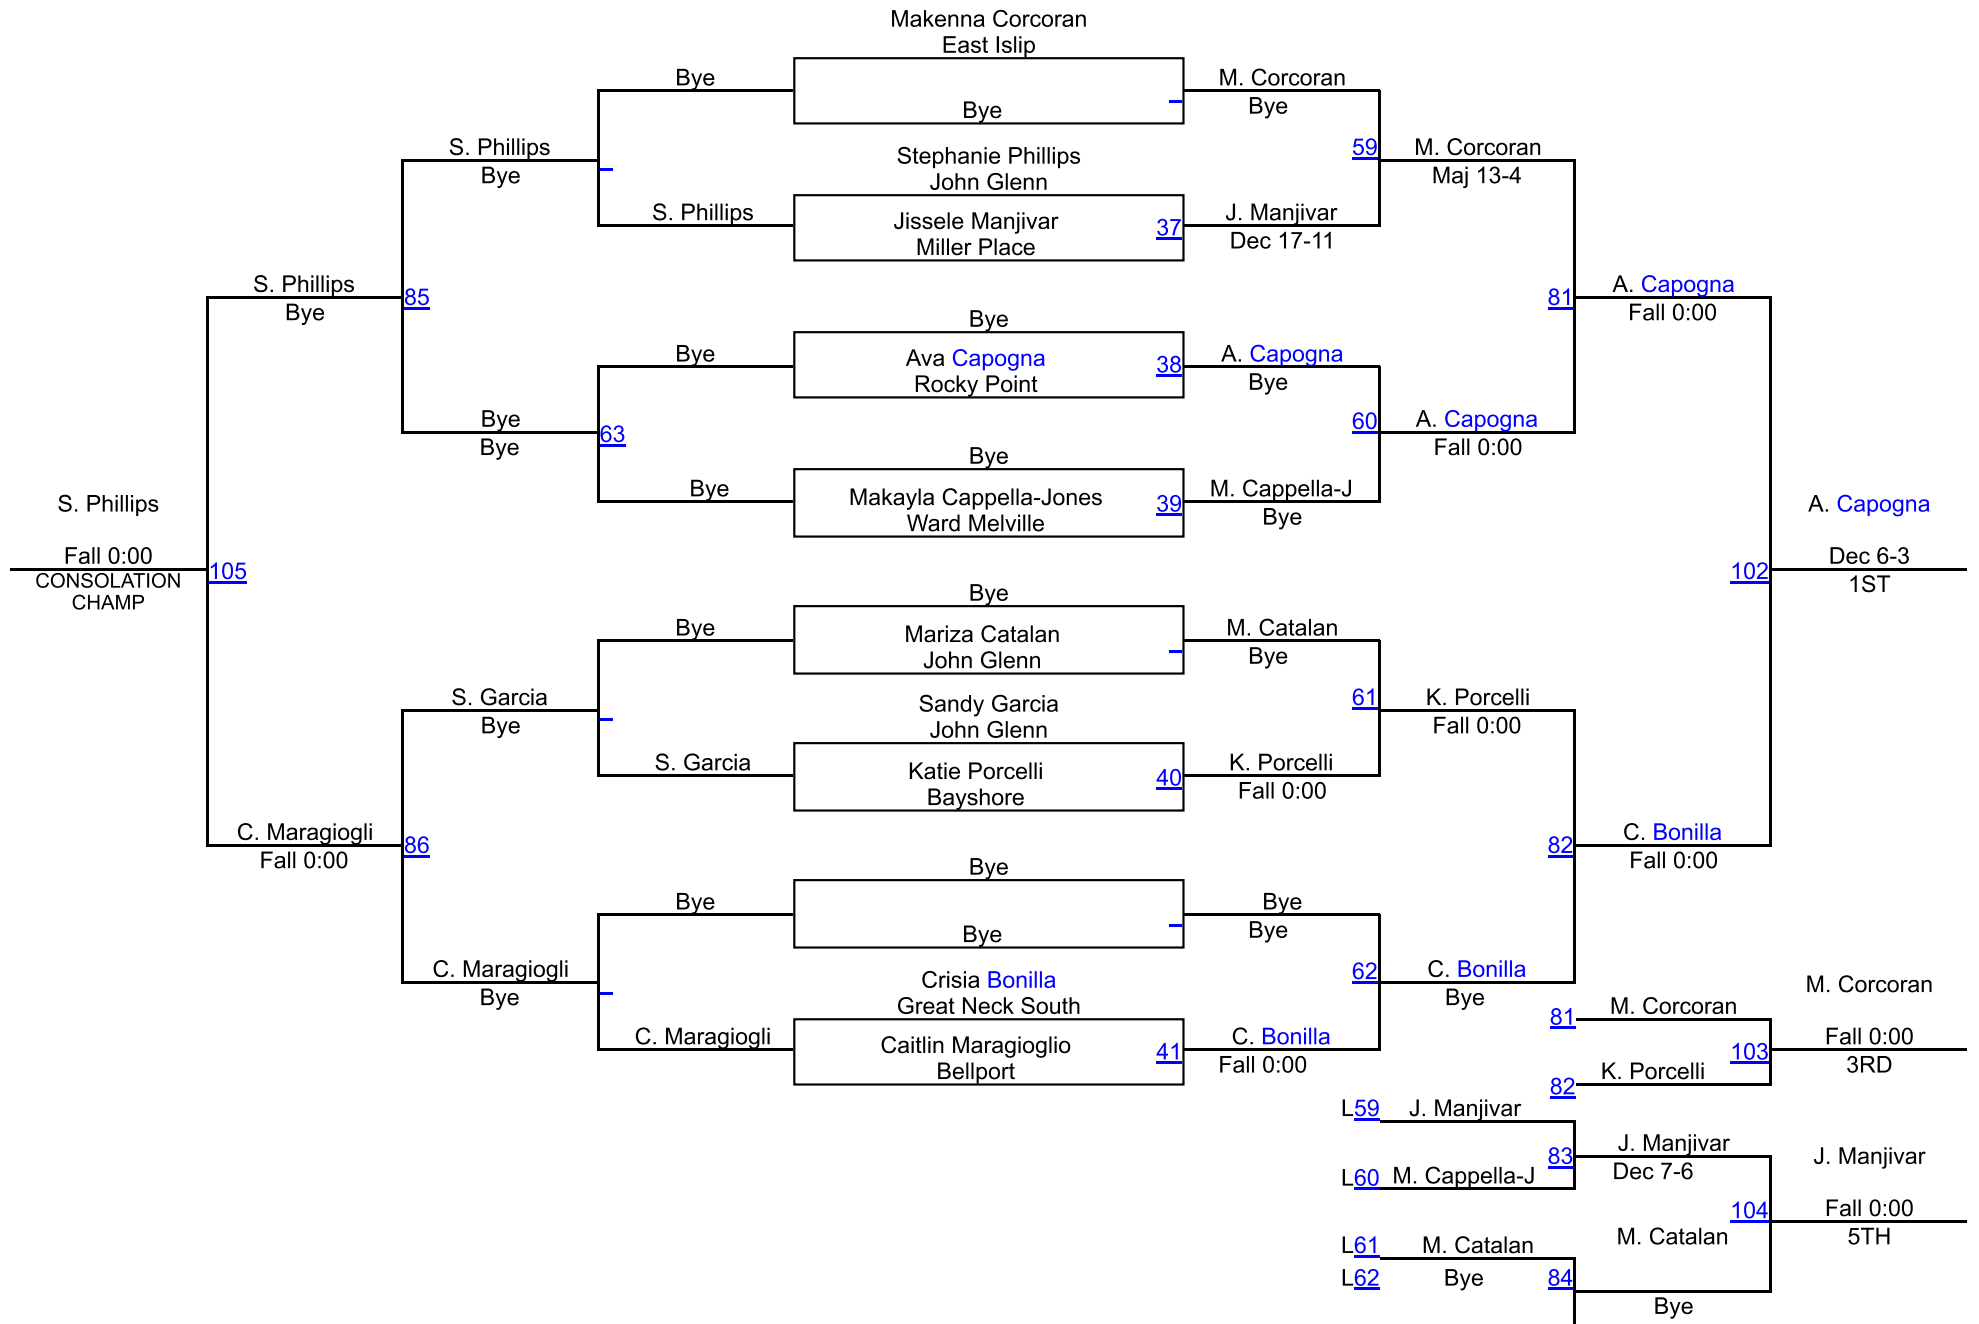 Makenna Corcoran
East Islip
Bye
M. Corcoran
Bye
Bye
S. Phillips
Bye
Stephanie Phillips
John Glenn
59
M. Corcoran
Maj 13-4
S. Phillips
Jissele Manjivar
Miller Place
37
J. Manjivar
Dec 17-11
S. Phillips
Bye
85
81
A. Capogna
Fall 0:00
Bye
Bye
Ava Capogna
Rocky Point
38
A. Capogna
Bye
Bye
Bye
63
60
A. Capogna
Fall 0:00
Bye
Bye
Makayla Cappella-Jones
Ward Melville
39
M. Cappella-J
Bye
S. Phillips
Fall 0:00
CONSOLATION
CHAMP
105
A. Capogna
Dec 6-3
1ST
102
Bye
Bye
Mariza Catalan
John Glenn
M. Catalan
Bye
S. Garcia
Bye
Sandy Garcia
John Glenn
61
K. Porcelli
Fall 0:00
S. Garcia
Katie Porcelli
Bayshore
40
K. Porcelli
Fall 0:00
C. Maragiogli
Fall 0:00
86
82
C. Bonilla
Fall 0:00
Bye
Bye
Bye
Bye
Bye
C. Maragiogli
Bye
Crisia Bonilla
Great Neck South
62
C. Bonilla
Bye
C. Maragiogli
Caitlin Maragioglio
Bellport
41
C. Bonilla
Fall 0:00
81
M. Corcoran
82
K. Porcelli
103
M. Corcoran
Fall 0:00
3RD
L59
J. Manjivar
L60
M. Cappella-J
83
J. Manjivar
Dec 7-6
J. Manjivar
Fall 0:00
5TH
104
L61
M. Catalan
L62
Bye
84
M. Catalan
Bye